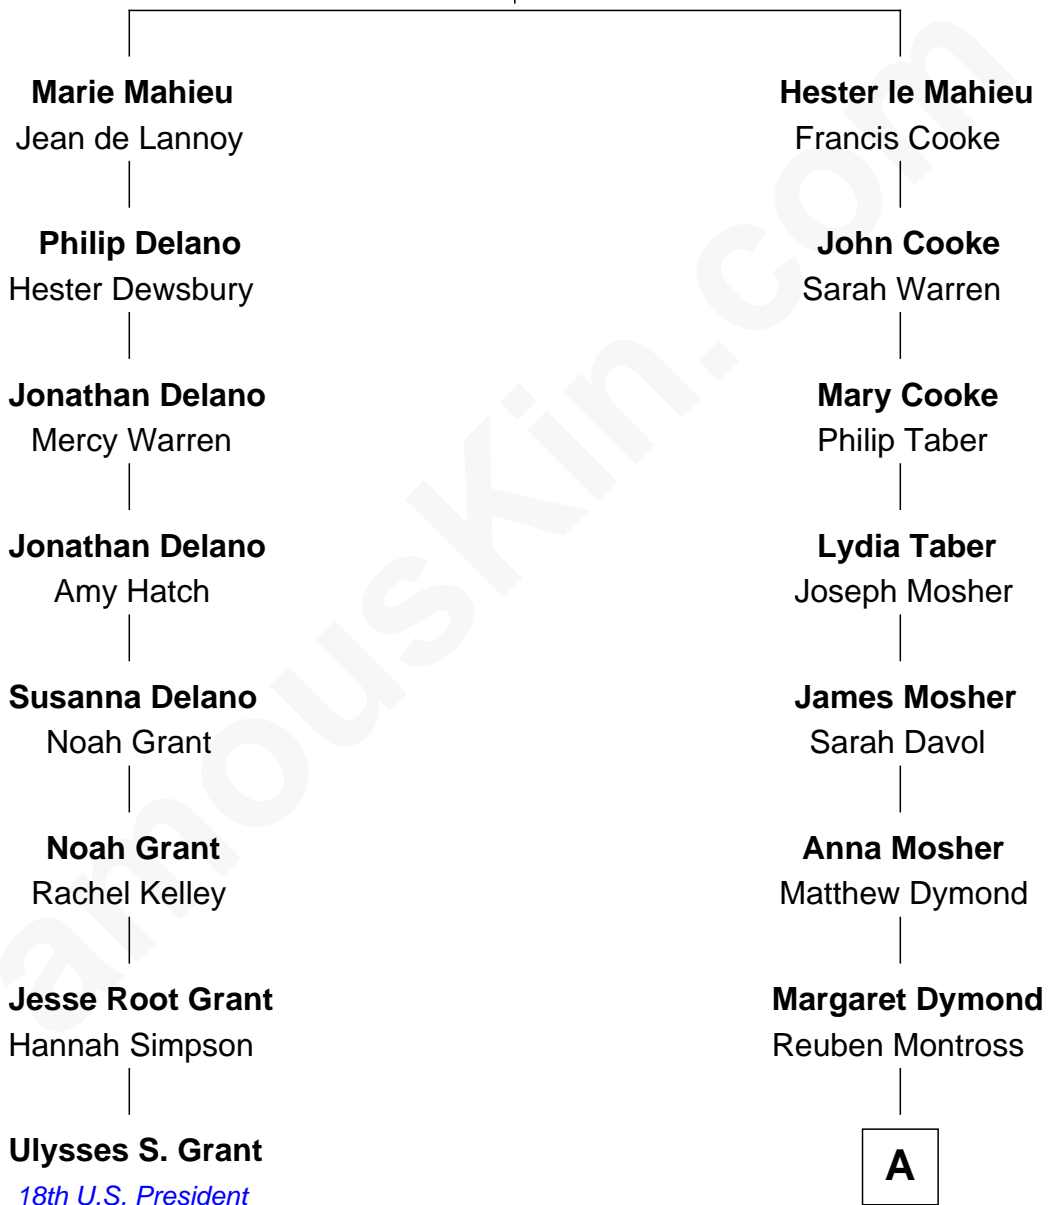 Marie Mahieu
Jean de Lannoy
Hester le Mahieu
Francis Cooke
Philip Delano
Hester Dewsbury
John Cooke
Sarah Warren
Jonathan Delano
Mercy Warren
Mary Cooke
Philip Taber
Jonathan Delano
Amy Hatch
Lydia Taber
Joseph Mosher
Susanna Delano
Noah Grant
James Mosher
Sarah Davol
Noah Grant
Rachel Kelley
Anna Mosher
Matthew Dymond
Jesse Root Grant
Hannah Simpson
Margaret Dymond
Reuben Montross
Ulysses S. Grant
18th U.S. President
A
amousKin.com